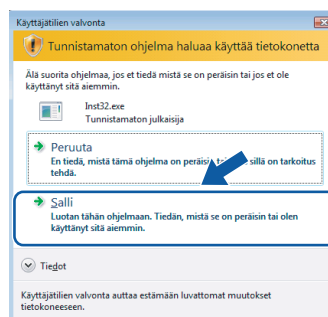 Käyttäjätilien valvonta
Tunnistamaton ohjelma haluaa käyttää tietokonetta
Älä suorita ohjelmaa, jos et tiedä mistä se on peräisin tai jos et ole
käyttänyt sitä aiemmin.
Inst32.exe
Tunnistamaton julkaisija
Peruuta
En tiedä, mistä tämä ohjelma on peräisin sillä on tarkoitus
tehdä.
Salli
Luotan tähän ohjelmaan. Tiedän, mistä se on peräisin tai olen
käyttänyt sitä aiemmin.
Tiedot
Käyttäjätilien valvonta auttaa estämään luvattomat muutokset
tietokoneeseen.